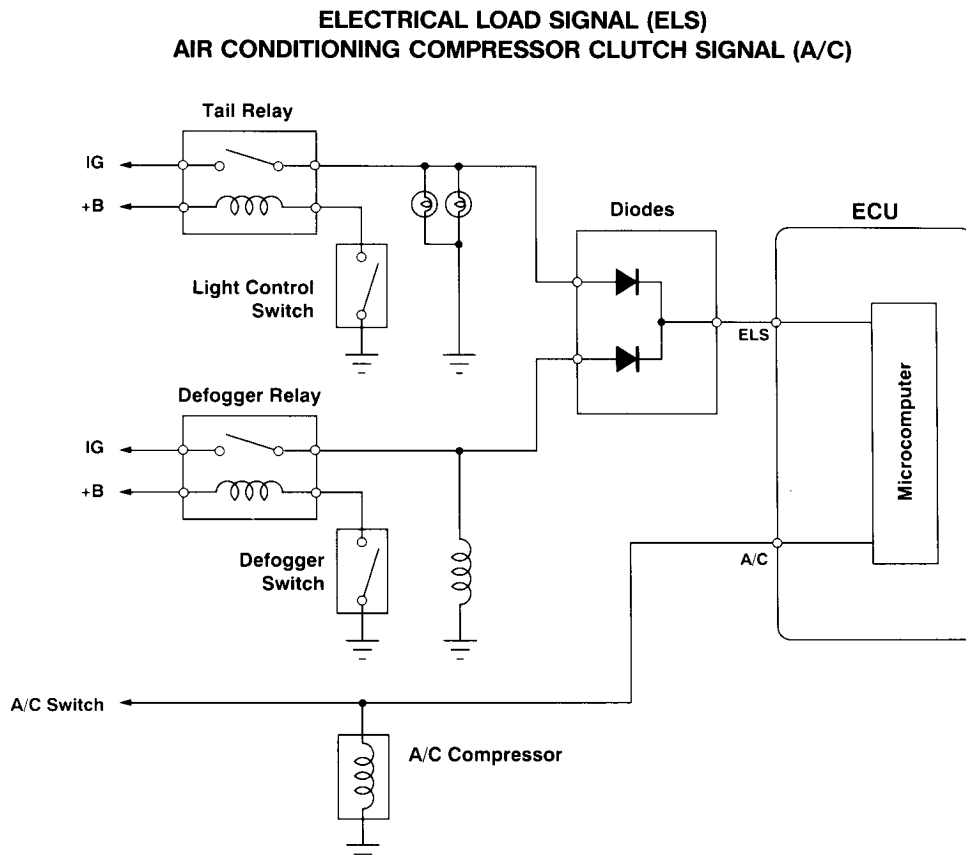 ELECTRICAL LOAD SIGNAL (ELS)
AIR CONDITIONING COMPRESSOR CLUTCH SIGNAL (A/C)
Tail Relay
IG
+B
Light Control
Switch
Diodes
ECU
ELS
Microcomputer
A/C
Defogger Relay
IG
+B
Defogger
Switch
A/C Switch
A/C Compressor